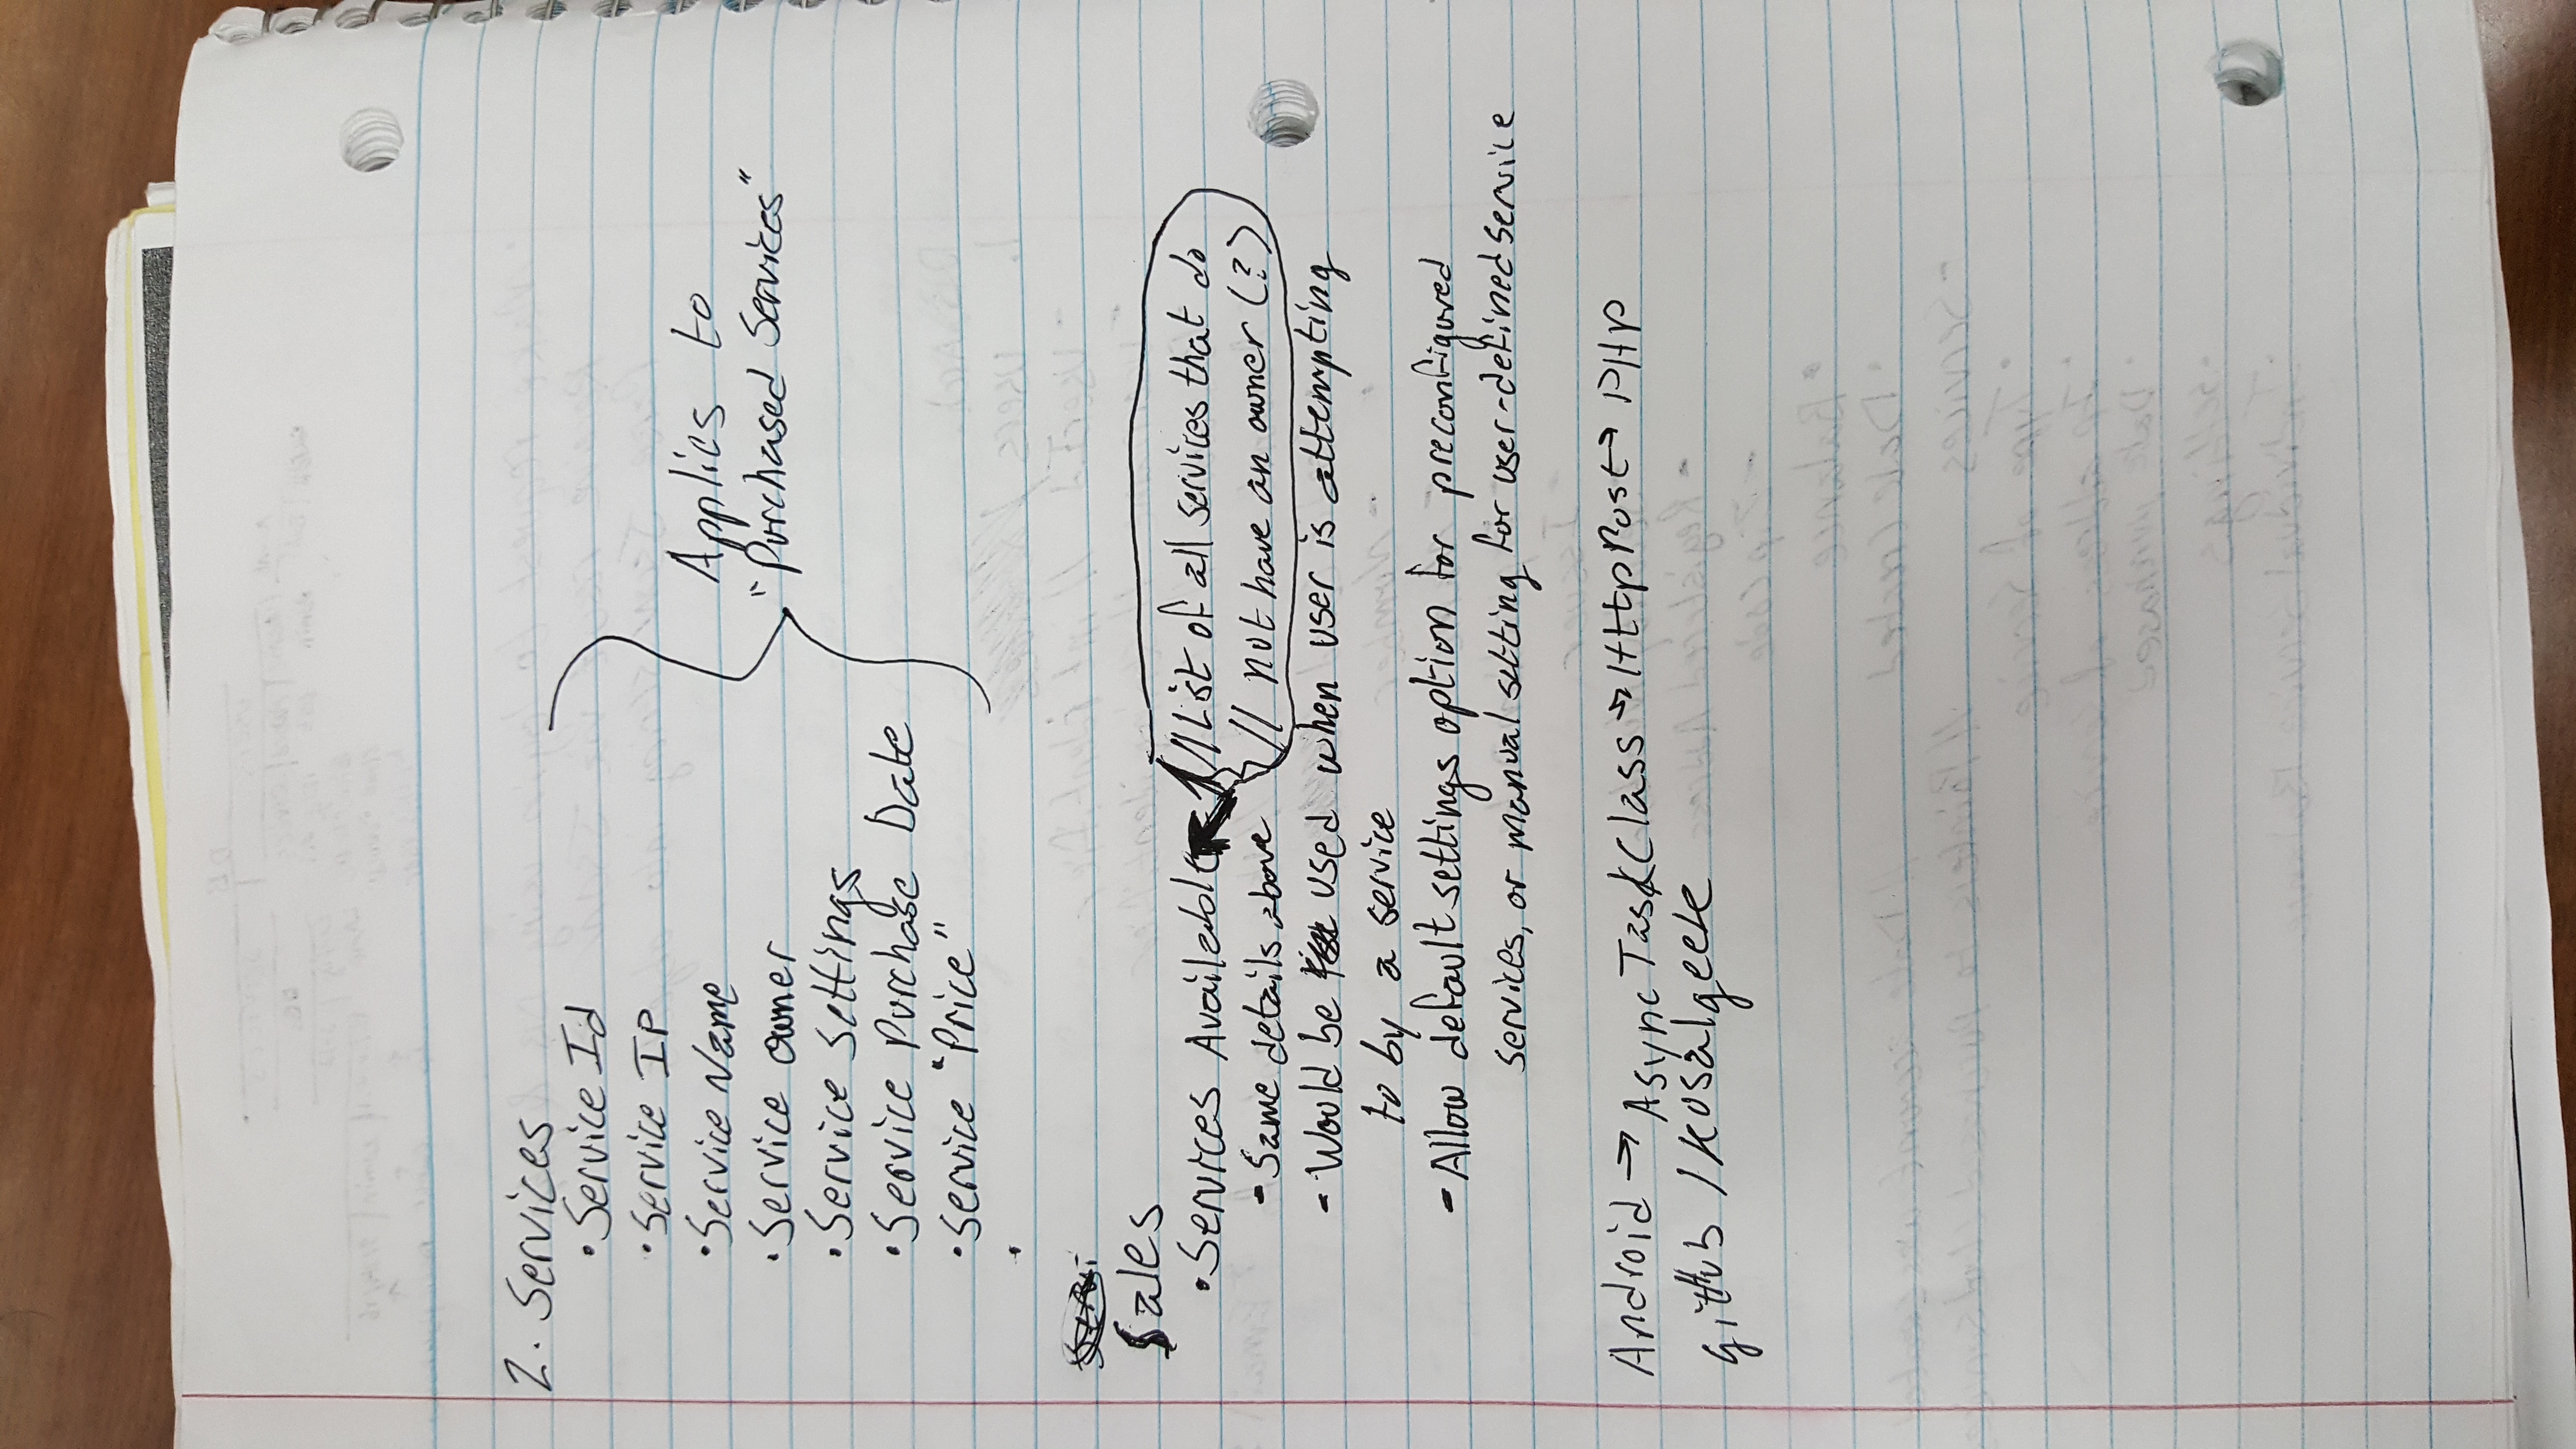 2. Services
• Service Id
• Service IP
• Service Name
• Service owner
• Service Settings
• Service Purchase Date
• Service "Price"
•
Applies to
"Purchased Services"
Sales
• Services Available
//List of all services that do
// not have an owner (?)
- Same details above
- Would be used when user is attempting
to by a service
- Allow default settings option for preconfigured
services, or manual setting for user-defined service
Android → AsyncTaskClass → HttpPost → PHP
gitHub /kosalgeek